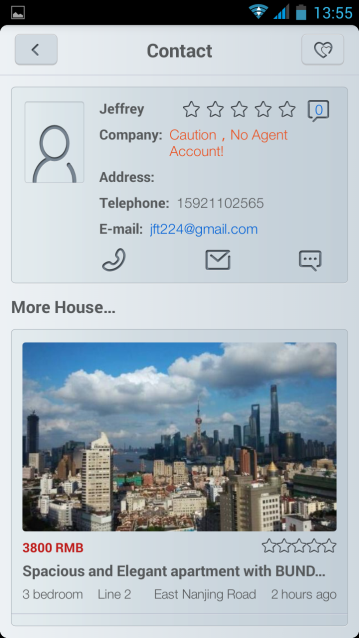 13:55
Contact
Jeffrey
0
Company: Caution , No Agent
Account!
Address:
Telephone: 15921102565
E-mail: jft224@gmail.com
More House...
3800 RMB
Spacious and Elegant apartment with BUND...
3 bedroom Line 2 East Nanjing Road 2 hours ago